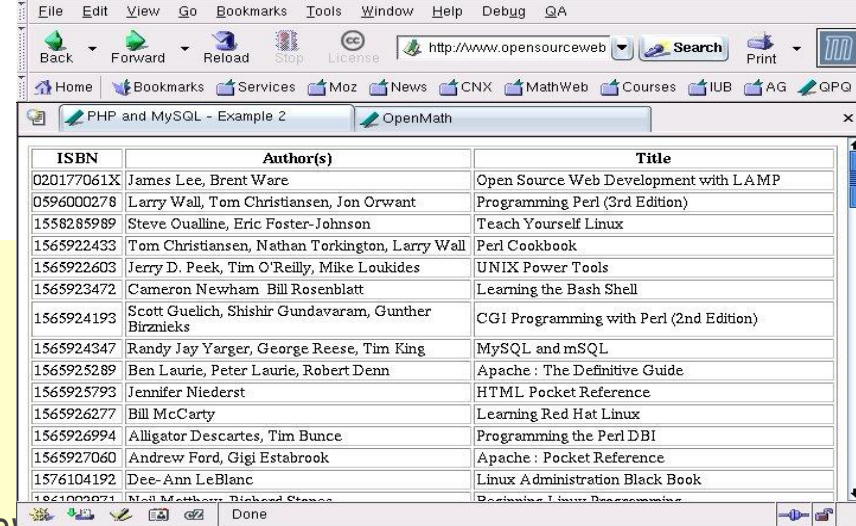 File Edit View Go Bookmarks Tools Window Help Debug QA
Back Forward Reload Stop License http://www.opensourceweb Search Print
Home Bookmarks Services Moz News CNX MathWeb Courses IUB AG QPQ
PHP and MySQL - Example 2 OpenMath
ISBN Author(s) Title
020177061X James Lee, Brent Ware Open Source Web Development with LAMP
0596000278 Larry Wall, Tom Christiansen, Jon Orwant Programming Perl (3rd Edition)
1558285989 Steve Oualline, Eric Foster-Johnson Teach Yourself Linux
1565922433 Tom Christiansen, Nathan Torkington, Larry Wall Perl Cookbook
1565922603 Jerry D. Peek, Tim O'Reilly, Mike Loukides UNIX Power Tools
1565923472 Cameron Newham Bill Rosenblatt Learning the Bash Shell
1565924193 Scott Guelich, Shishir Gundavaram, Gunther Birznieks CGI Programming with Perl (2nd Edition)
1565924347 Randy Jay Yarger, George Reese, Tim King MySQL and mSQL
1565925289 Ben Laurie, Peter Laurie, Robert Denn Apache : The Definitive Guide
1565925793 Jennifer Niederst HTML Pocket Reference
1565926277 Bill McCarty Learning Red Hat Linux
1565926994 Alligator Descartes, Tim Bunce Programming the Perl DBI
1565927060 Andrew Ford, Gigi Estabrook Apache : Pocket Reference
1576104192 Dee-Ann LeBlanc Linux Administration Black Book
1861002971 Neil Matthew, Richard Stones Beginning Linux Programming
Done